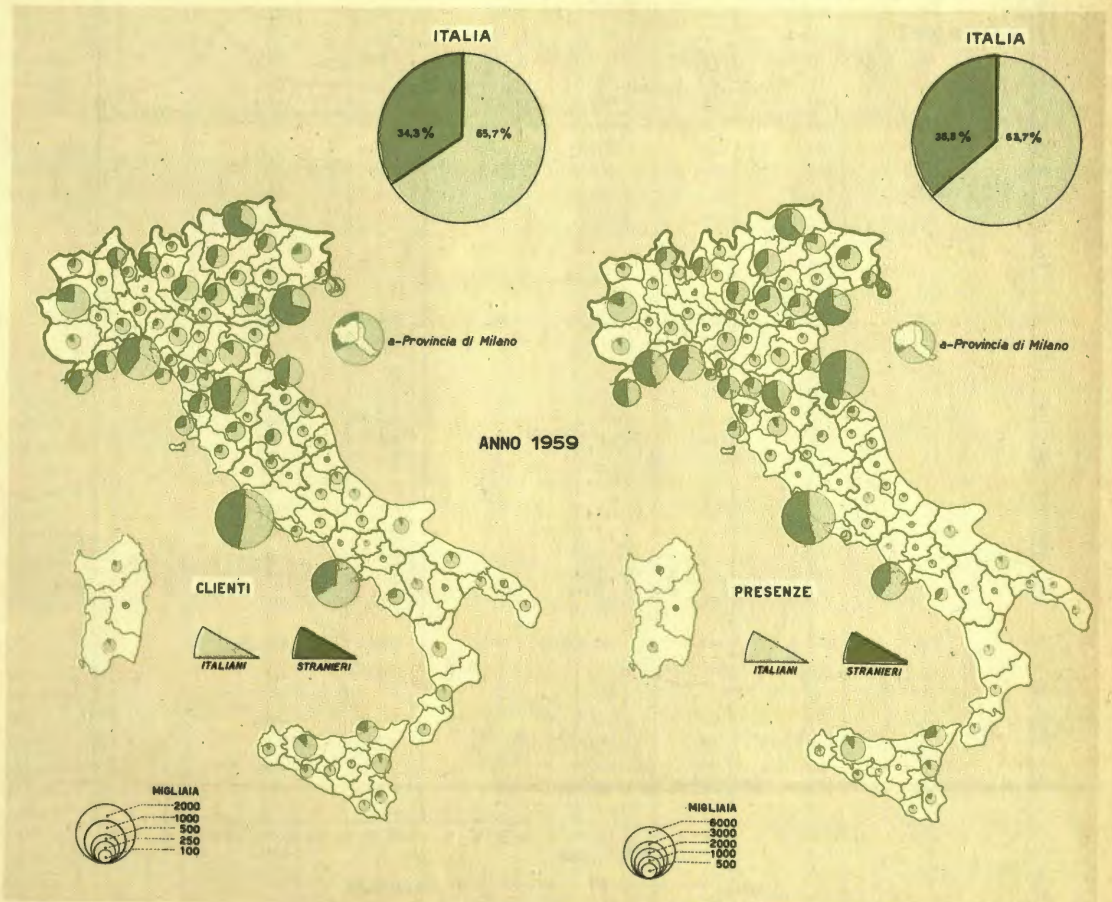 ITALIA
34,3%
65,7%
ITALIA
36,3%
63,7%
a-Provincia di Milano
a-Provincia di Milano
ANNO 1959
CLIENTI
ITALIANI
STRANIERI
PRESENZE
ITALIANI
STRANIERI
MIGLIAIA
2000
1000
500
250
100
MIGLIAIA
6000
3000
2000
1000
500